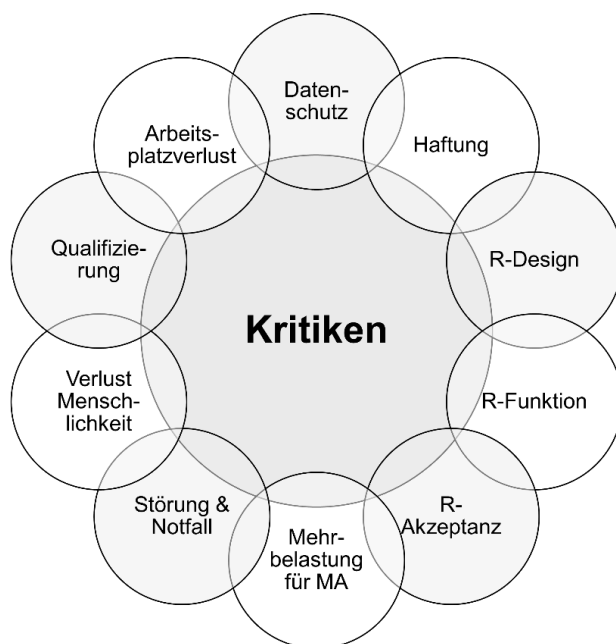 Daten-
schutz
Haftung
R-Design
R-Funktion
R-
Akzeptanz
Mehr-
belastung
für MA
Störung &
Notfall
Verlust
Mensch-
lichkeit
Qualifizie-
rung
Arbeits-
platzverlust
Kritiken